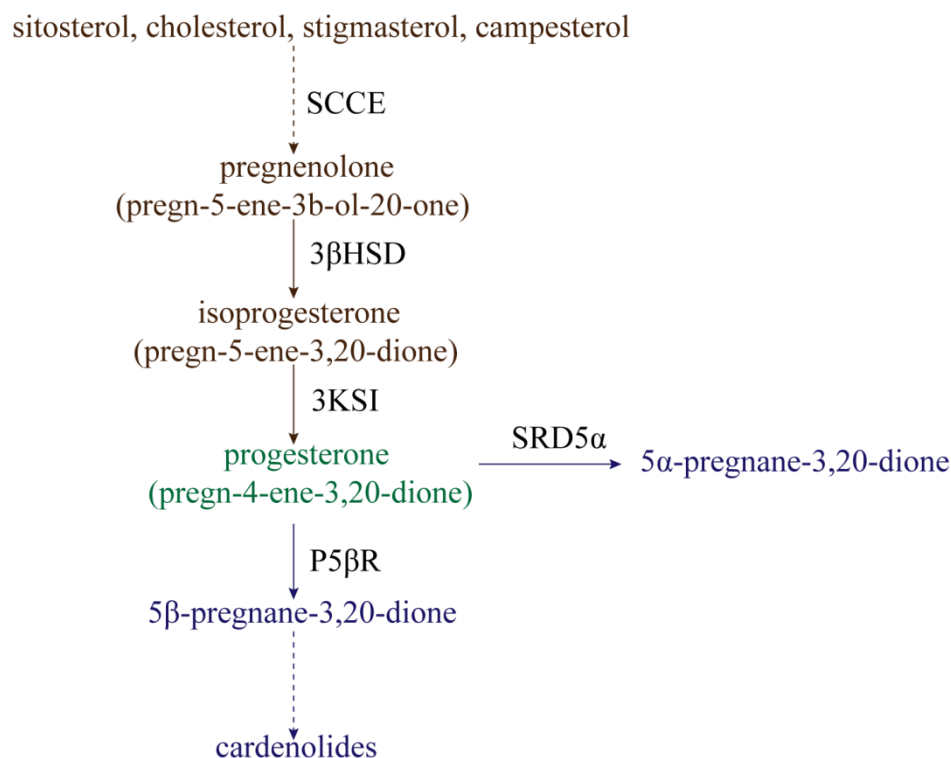 sitosterol, cholesterol, stigmasterol, campesterol
SCCE
pregnenolone
(pregn-5-ene-3b-ol-20-one)
3βHSD
isoprogesterone
(pregn-5-ene-3,20-dione)
3KSI
progesterone
(pregn-4-ene-3,20-dione)
SRD5α
5α-pregnane-3,20-dione
P5βR
5β-pregnane-3,20-dione
cardenolides